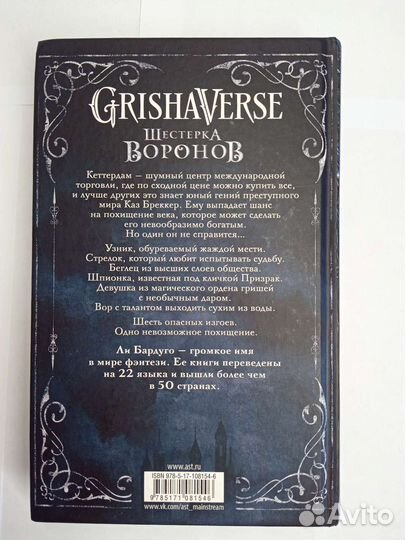 GRISHAVERSE
ШЕСТЕРКА
ВОРОНОВ
Кеттердам — шумный центр международной
торговли, где по сходной цене можно купить все,
и лучше других это знает юный гений преступного
мира Каз Бреккер. Ему выпадает шанс
на похищение века, которое может сделать
его невообразимо богатым.
Но один он не справится...
Узник, обуреваемый жаждой мести.
Стрелок, который любит испытывать судьбу.
Беглец из высших слоев общества.
Шпионка, известная под кличкой Призрак.
Девушка из магического ордена гришей
с необычным даром.
Вор с талантом выходить сухим из воды.
Шесть опасных изгоев.
Одно невозможное похищение.
Ли Бардуго — громкое имя
в мире фэнтези. Ее книги переведены
на 22 языка и вышли более чем
в 50 странах.
www.ast.ru
ISBN 978-5-17-108154-6
9 785171 081546
www.vk.com/ast_mainstream
Avito